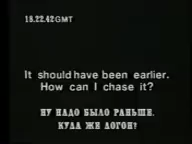 18.22.42GMT
It should have been earlier.
How can I chase it?
НУ НАДО БЫЛО РАНЬШЕ.
КУДА ЖЕ ДОГОН?